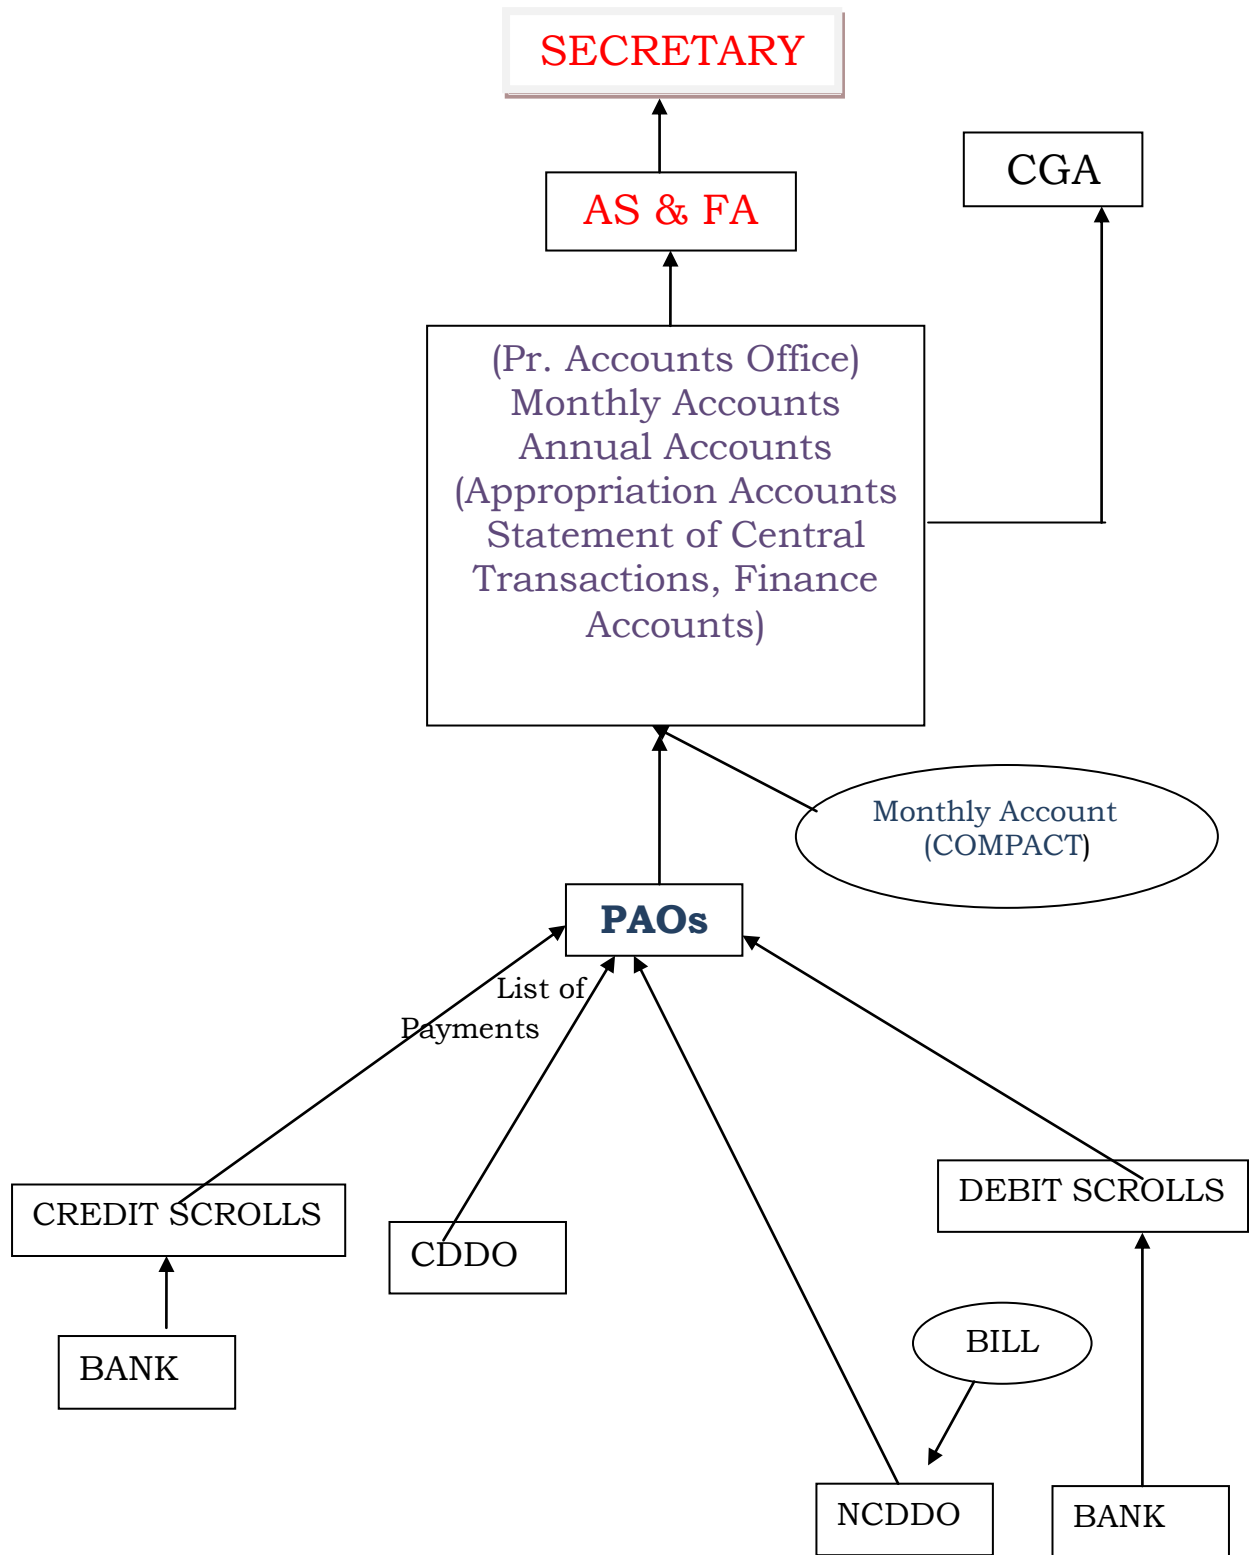 SECRETARY
CGA
AS & FA
(Pr. Accounts Office)
Monthly Accounts
Annual Accounts
(Appropriation Accounts
Statement of Central
Transactions, Finance
Accounts)
Monthly Account
(COMPACT)
PAOs
List of
Payments
DEBIT SCROLLS
CREDIT SCROLLS
CDDO
BILL
BANK
NCDDO
BANK